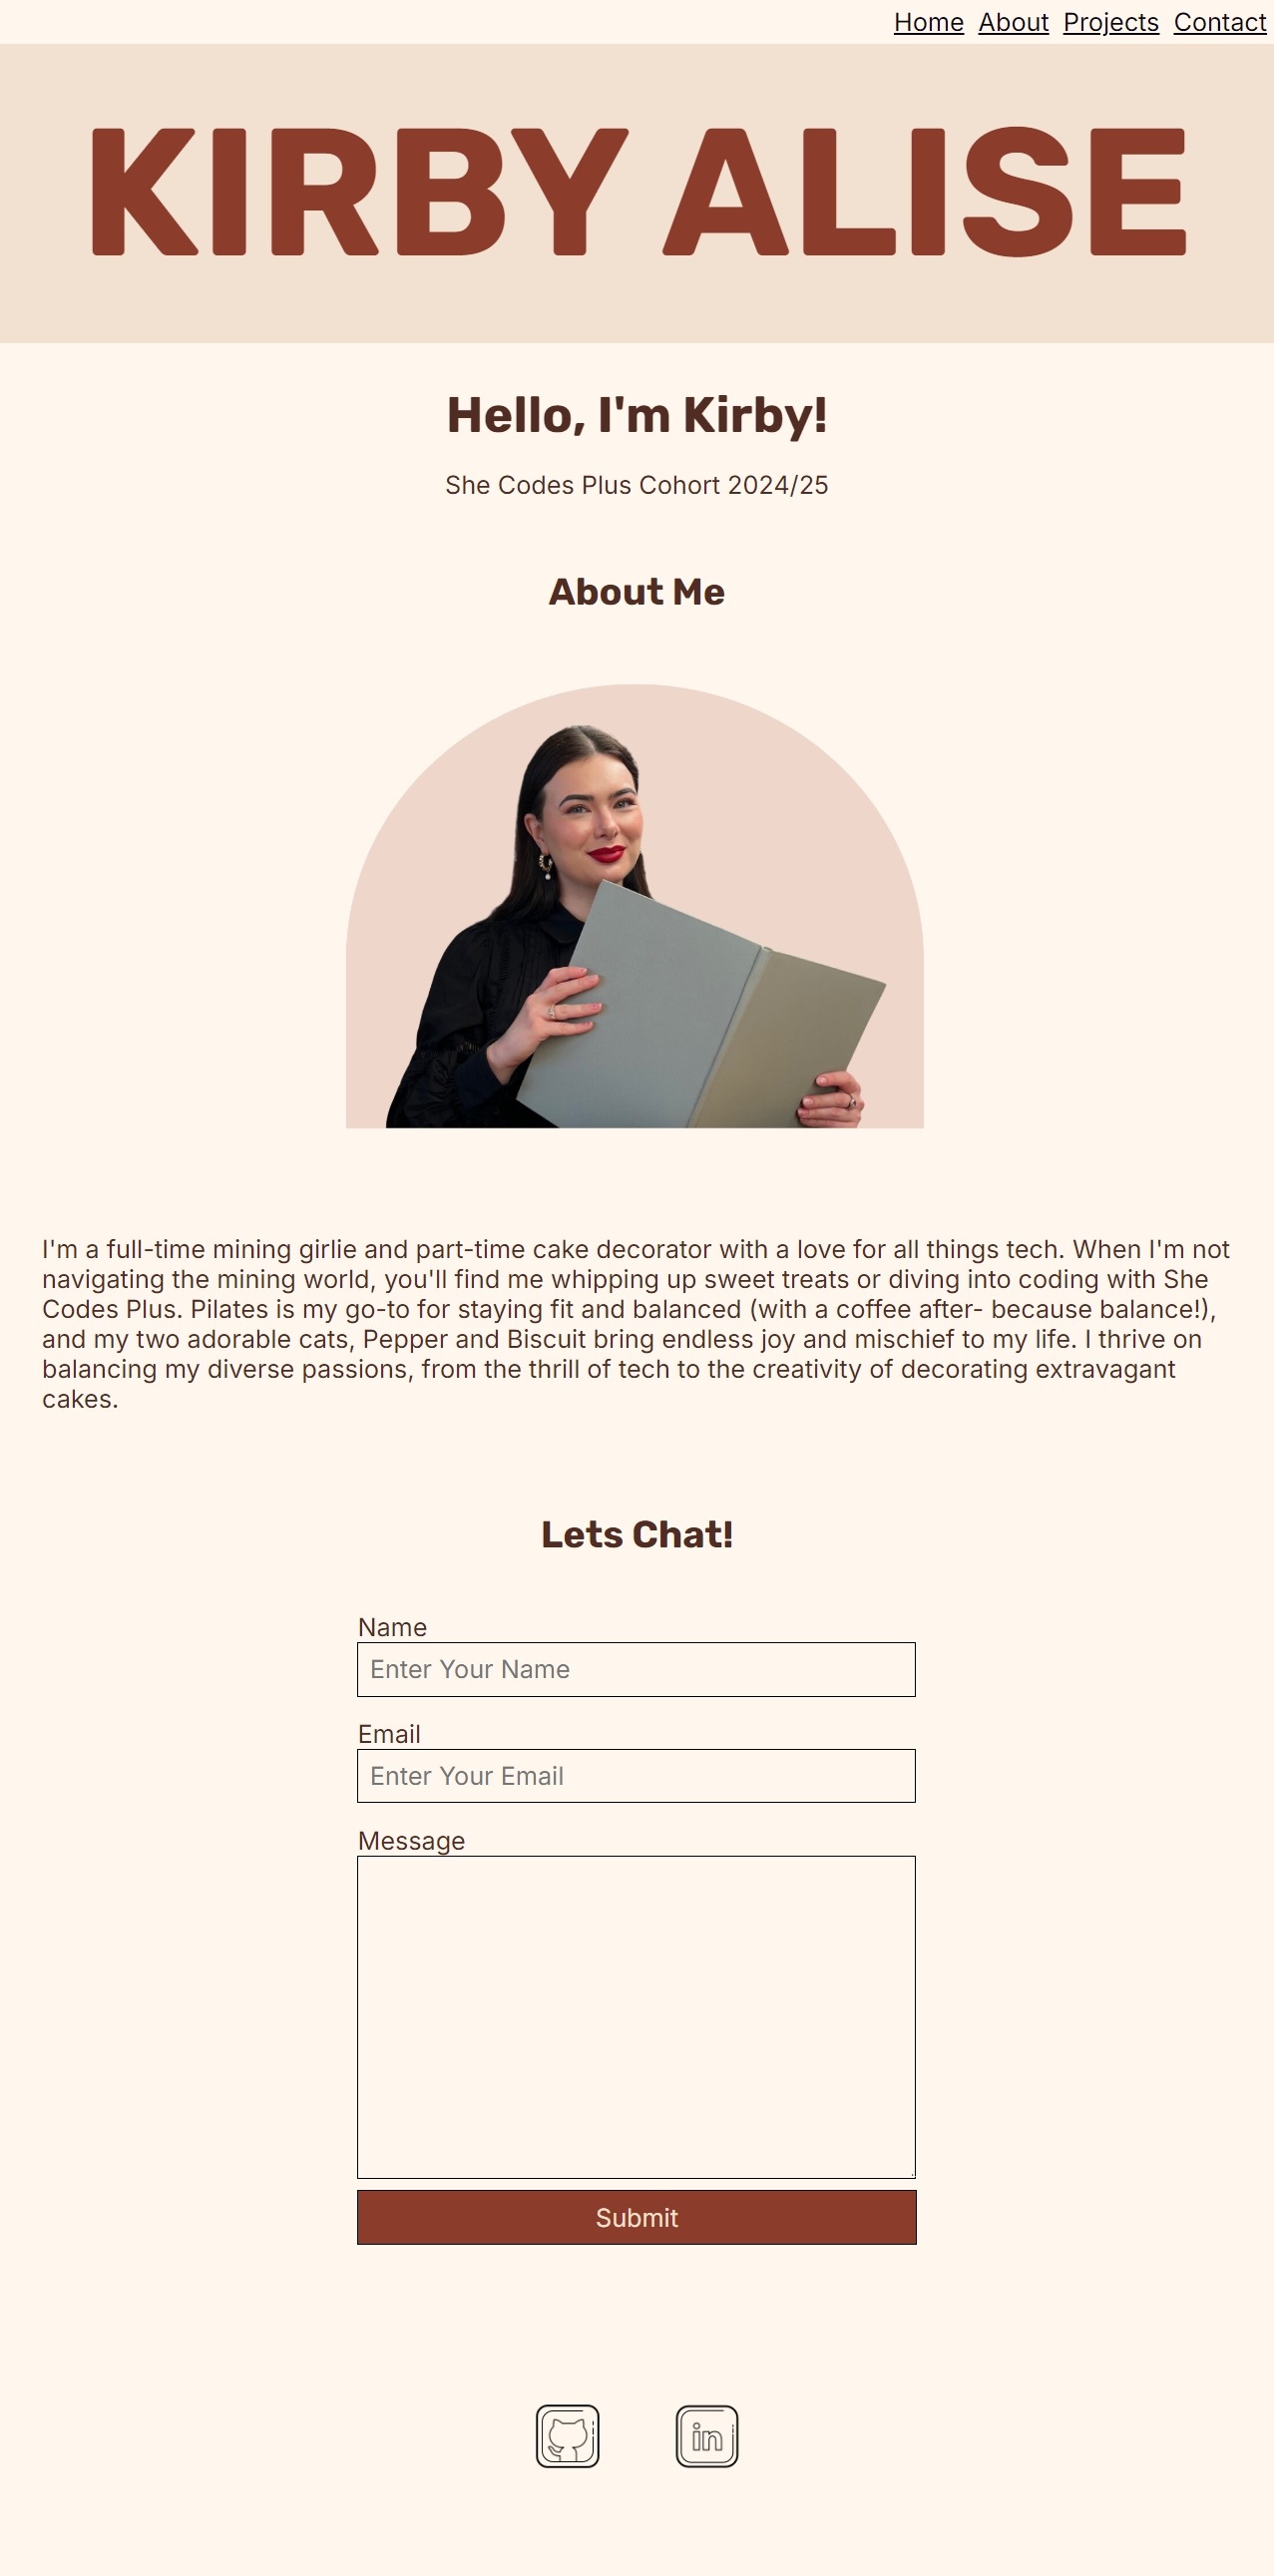 Home About Projects Contact
KIRBY ALISE
Hello, I'm Kirby!
She Codes Plus Cohort 2024/25
About Me
I'm a full-time mining girlie and part-time cake decorator with a love for all things tech. When I'm not
navigating the mining world, you'll find me whipping up sweet treats or diving into coding with She
Codes Plus. Pilates is my go-to for staying fit and balanced (with a coffee after- because balance!),
and my two adorable cats, Pepper and Biscuit bring endless joy and mischief to my life. I thrive on
balancing my diverse passions, from the thrill of tech to the creativity of decorating extravagant
cakes.
Lets Chat!
Name
Enter Your Name
Email
Enter Your Email
Message
Submit
in